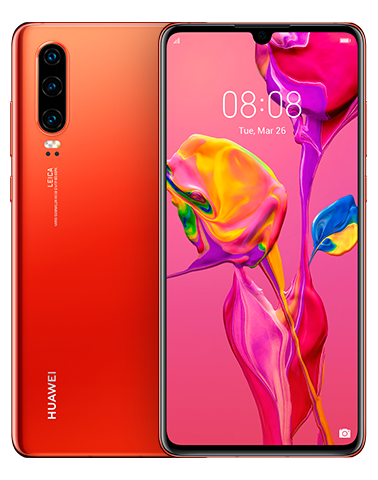 LEICA
HUAWEI
08:08
Tue, Mar 26